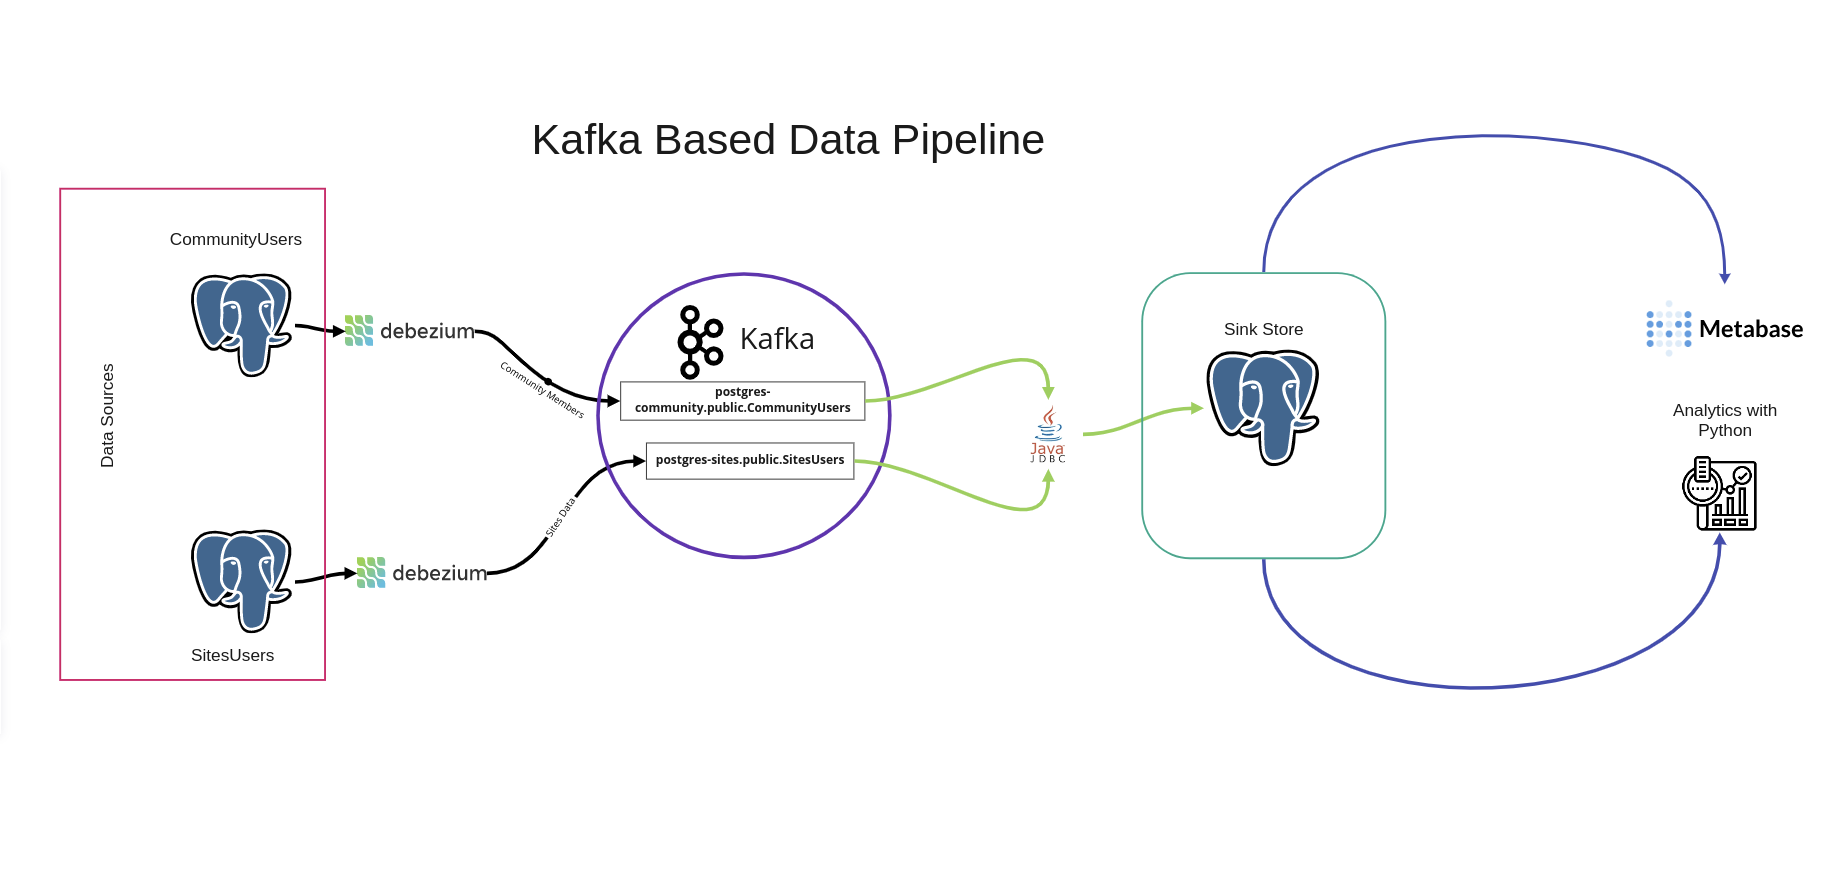 Kafka Based Data Pipeline
Data Sources
CommunityUsers
debezium
Community Members
SitesUsers
debezium
Sites Data
Kafka
postgres-
community.public.CommunityUsers
postgres-sites.public.SitesUsers
Java
JDBC
Sink Store
Metabase
Analytics with
Python